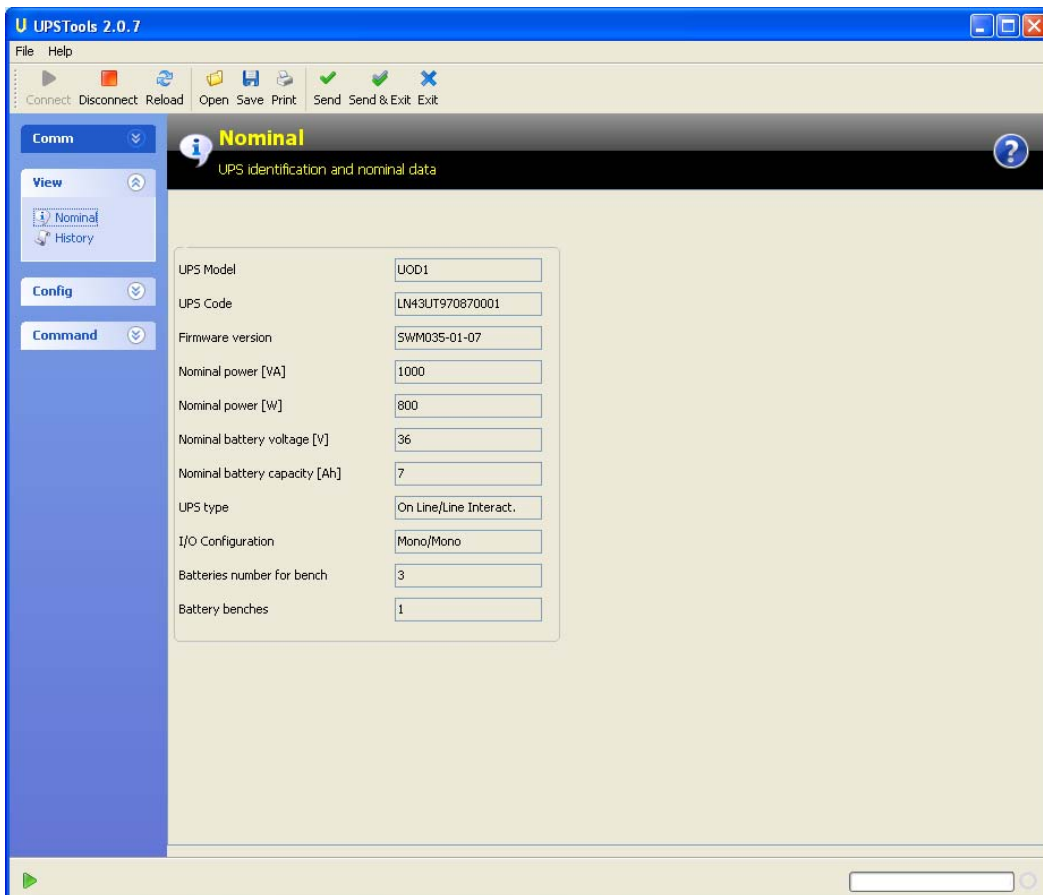 U UPSTools 2.0.7
File Help
Connect Disconnect Reload Open Save Print Send Send & Exit Exit
Comm
Nominal
UPS identification and nominal data
View
Nominal
History
Config
Command
UPS Model UOD1
UPS Code LN43UT970870001
Firmware version SWM035-01-07
Nominal power [VA] 1000
Nominal power [W] 800
Nominal battery voltage [V] 36
Nominal battery capacity [Ah] 7
UPS type On Line/Line Interact.
I/O Configuration Mono/Mono
Batteries number for bench 3
Battery benches 1